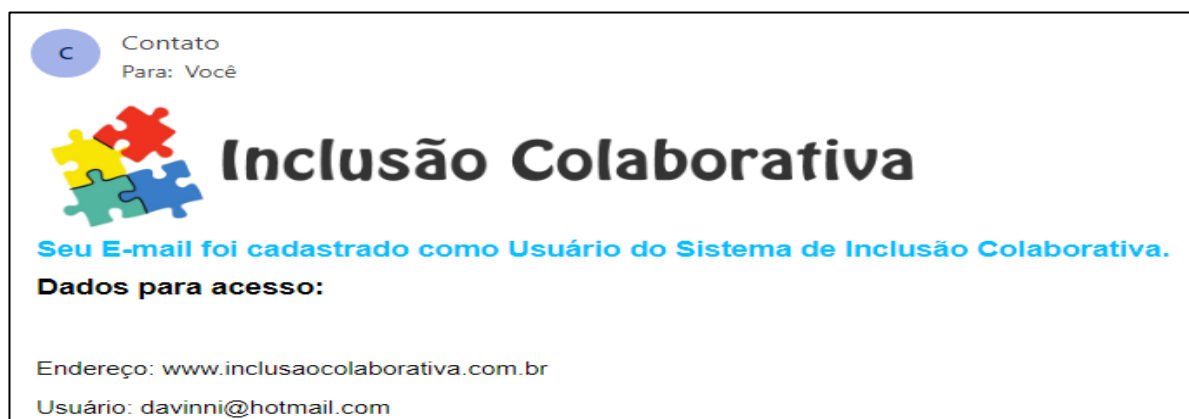 C
Contato
Para: Você
Inclusão Colaborativa
Seu E-mail foi cadastrado como Usuário do Sistema de Inclusão Colaborativa.
Dados para acesso:
Endereço: www.inclusaocolaborativa.com.br
Usuário: davinni@hotmail.com